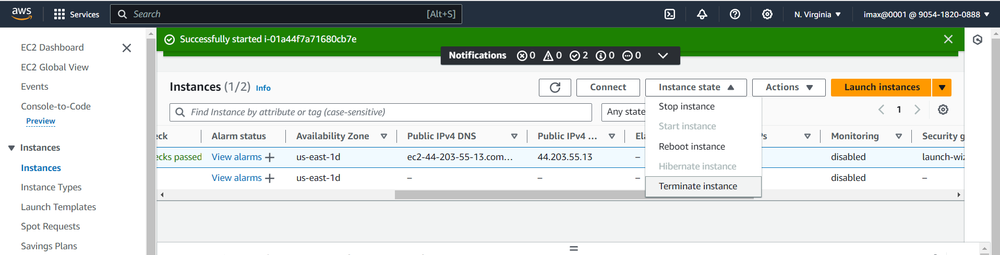 aws
Services
Search
[Alt+S]
N. Virginia
imax@0001 @ 9054-1820-0888
EC2 Dashboard
EC2 Global View
Events
Console-to-Code
Preview
Instances
Instances
Instance Types
Launch Templates
Spot Requests
Savings Plans
Successfully started i-01a44f7a71680cb7e
Notifications 0 0 2 0 0
Instances (1/2) Info
Connect
Instance state
Actions
Launch instances
Find Instance by attribute or tag (case-sensitive)
Any state
1
Stop instance
Start instance
Reboot instance
Hibernate instance
Terminate instance
eck Alarm status Availability Zone Public IPv4 DNS Public IPv4 ... Ela Ps Monitoring Security g
ecks passed View alarms + us-east-1d ec2-44-203-55-13.com... 44.203.55.13 – disabled launch-wiz
View alarms + us-east-1d – – – disabled –